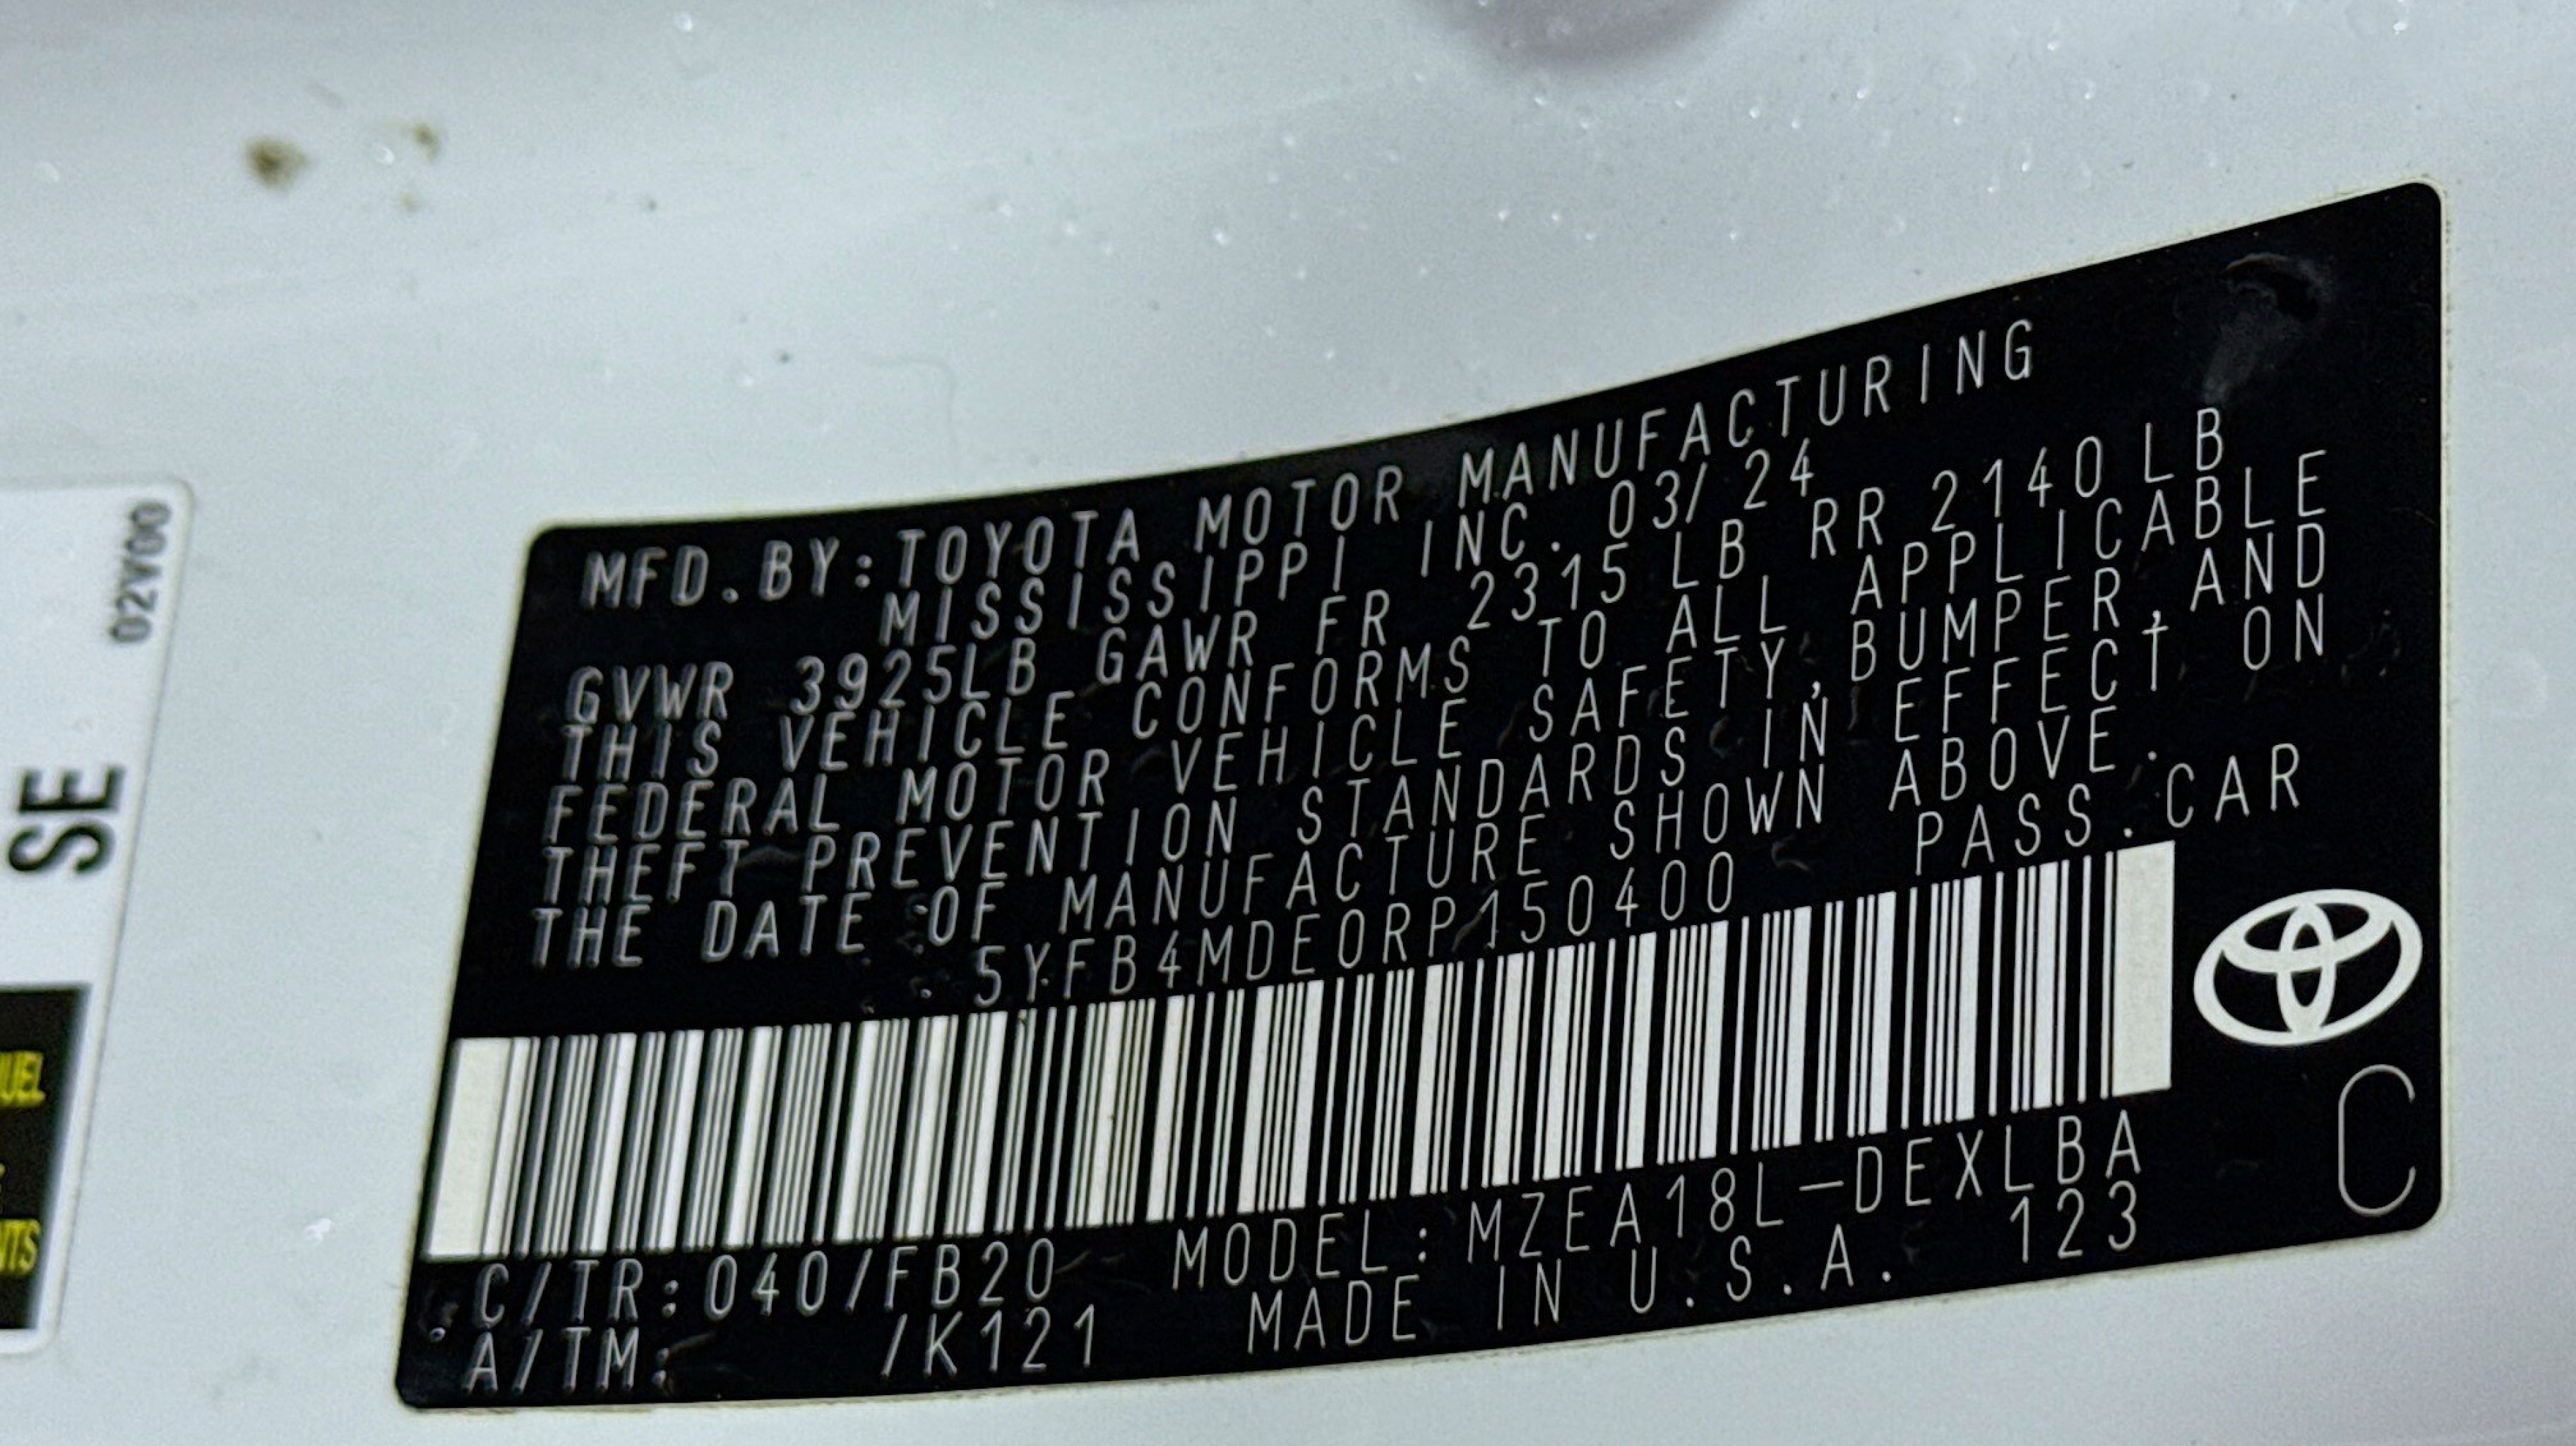 MFD.BY:TOYOTA MOTOR MANUFACTURING
MISSISSIPPI INC. 03/24
GVWR 3925LB GAWR FR 2315LB RR 2140LB
THIS VEHICLE CONFORMS TO ALL APPLICABLE
FEDERAL MOTOR VEHICLE SAFETY,BUMPER,AND
THEFT PREVENTION STANDARDS IN EFFECT ON
THE DATE OF MANUFACTURE SHOWN ABOVE.
5YFB4MDE0RP150400 PASS.CAR
C/TR:040/FB20 MODEL:MZEA18L-DEXLBA
A/TM: /K121 MADE IN U.S.A. 123
C
02V00
SE